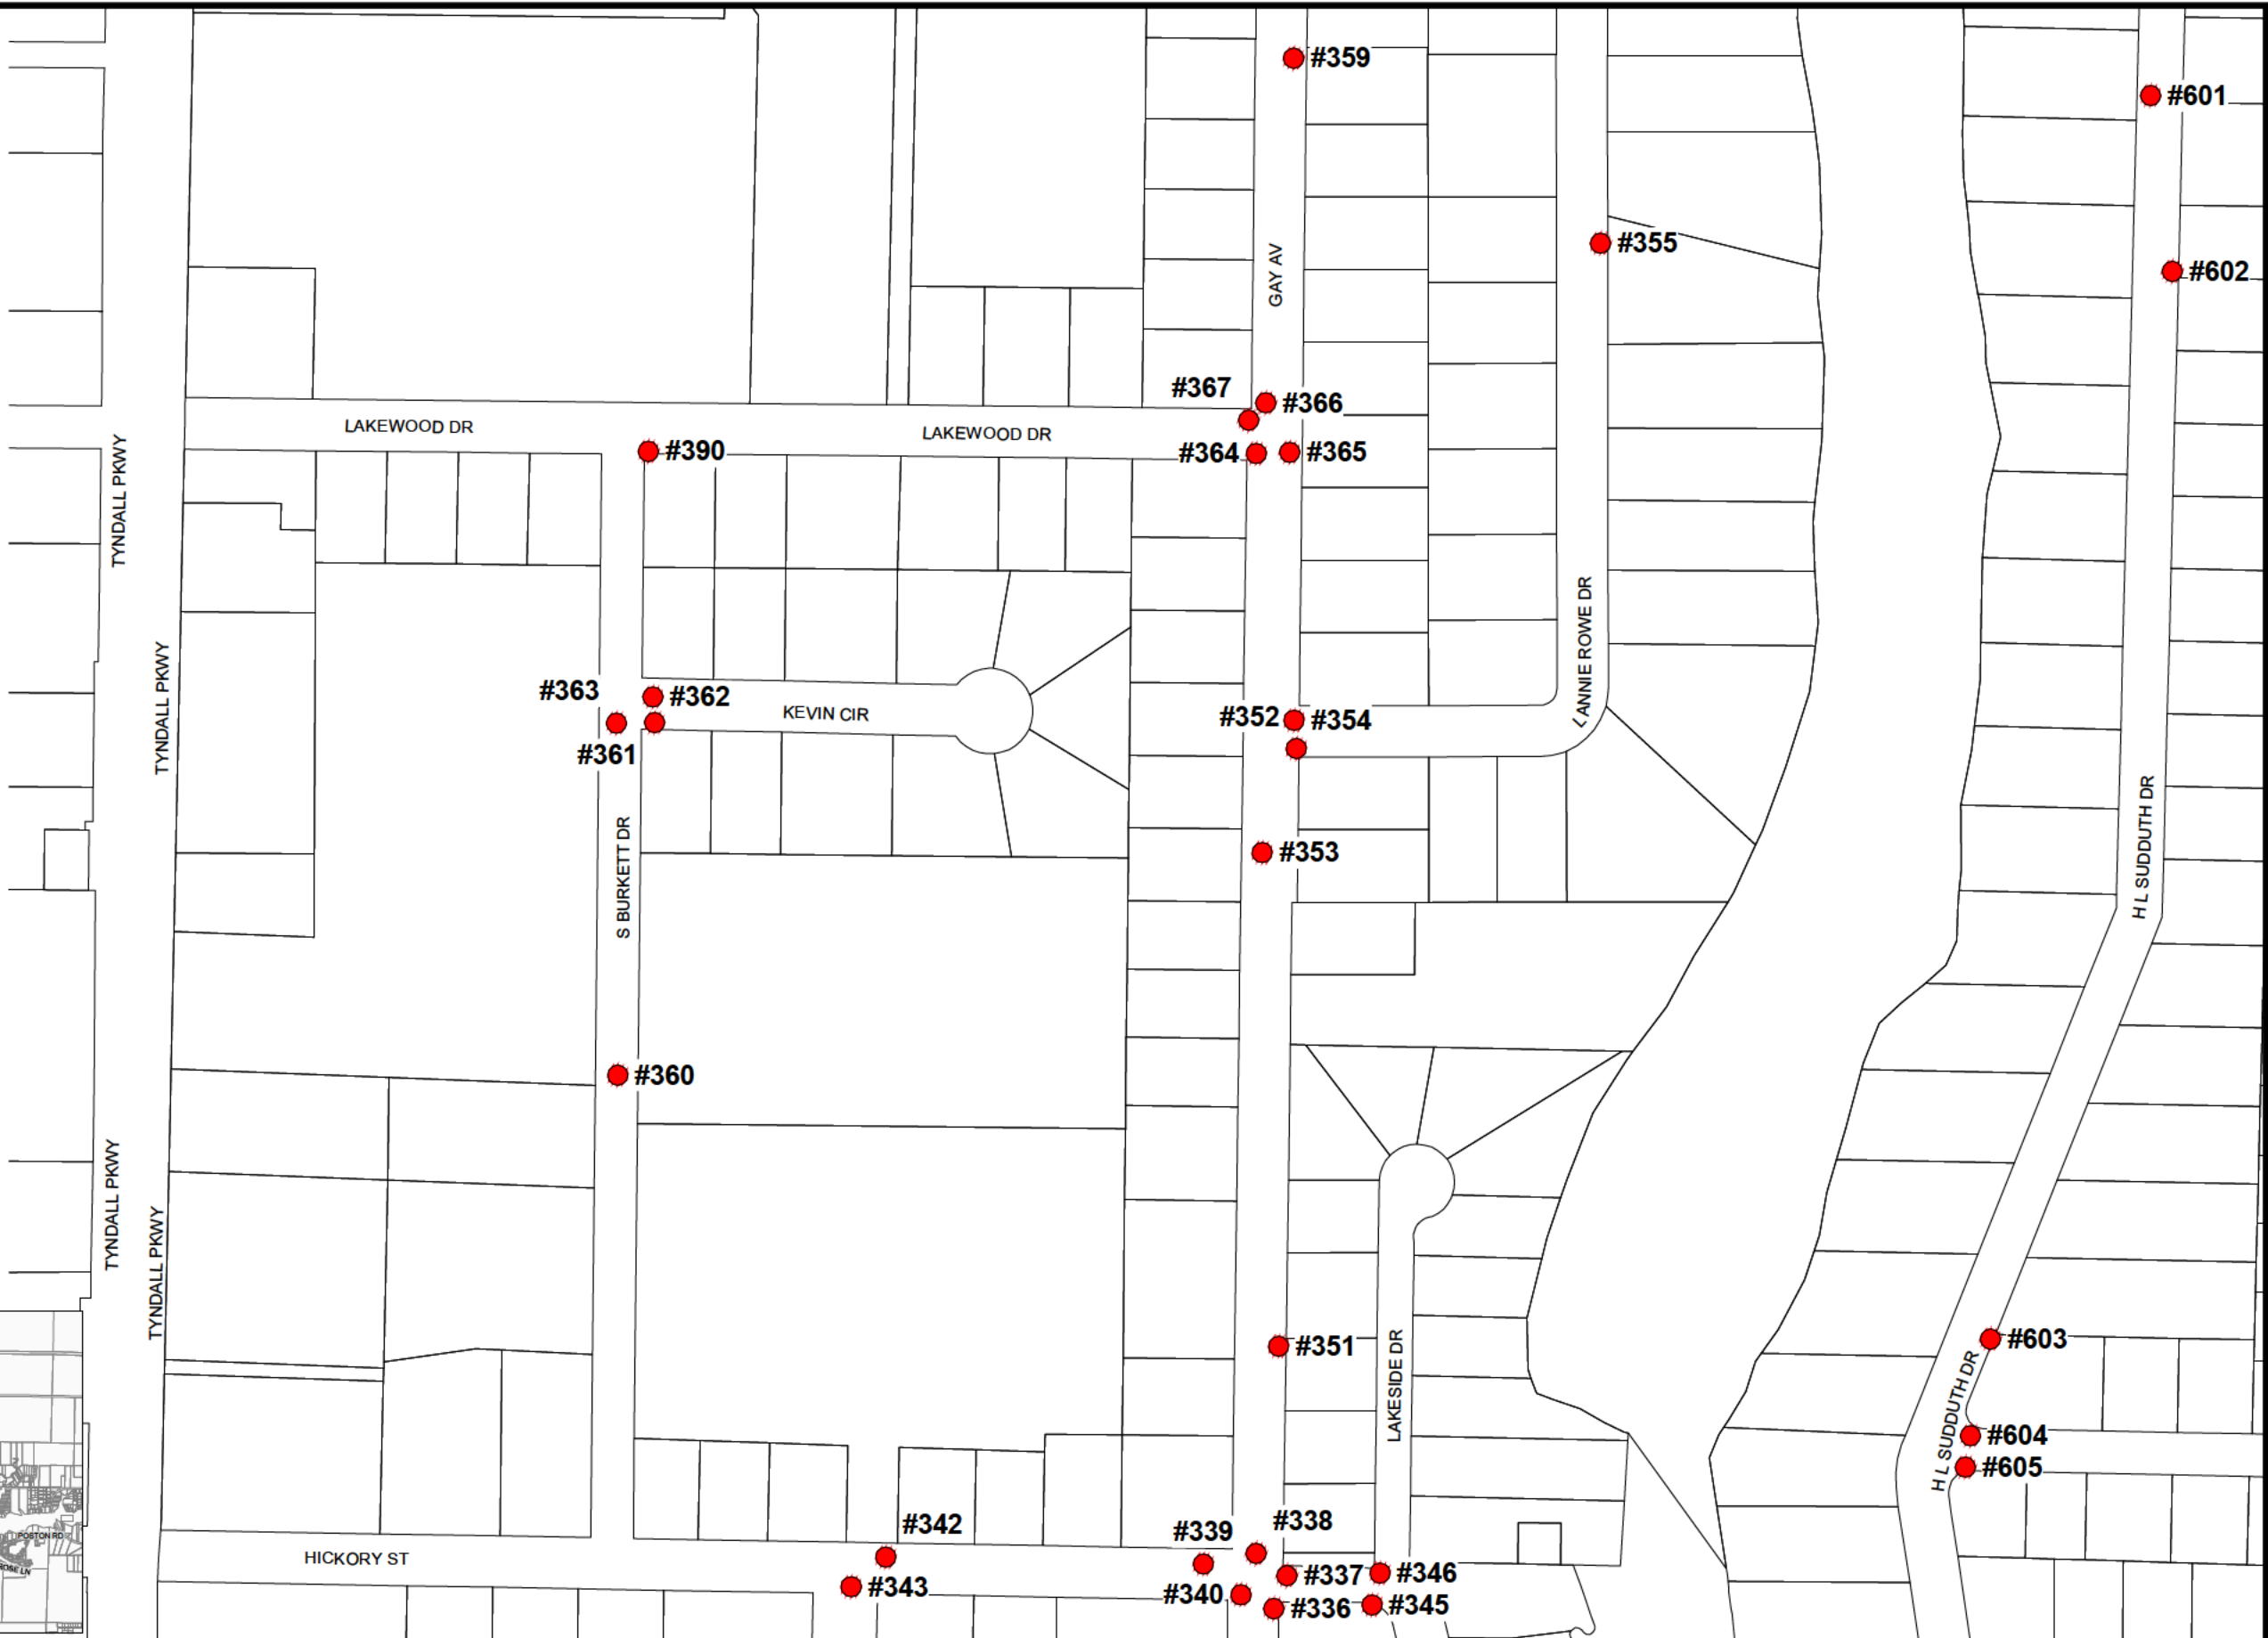 #359
#601
#355
#602
GAY AV
#367
#366
LAKEWOOD DR
LAKEWOOD DR
#390
#364
#365
TYNDALL PKWY
LANNIE ROWE DR
TYNDALL PKWY
#363
#362
KEVIN CIR
#352
#354
#361
H L SUDDUTH DR
S BURKETT DR
#353
#360
TYNDALL PKWY
TYNDALL PKWY
#351
LAKESIDE DR
#603
H L SUDDUTH DR
#604
#605
POSTON RD
#342
#339
#338
HICKORY ST
#343
#340
#337
#346
#336
#345